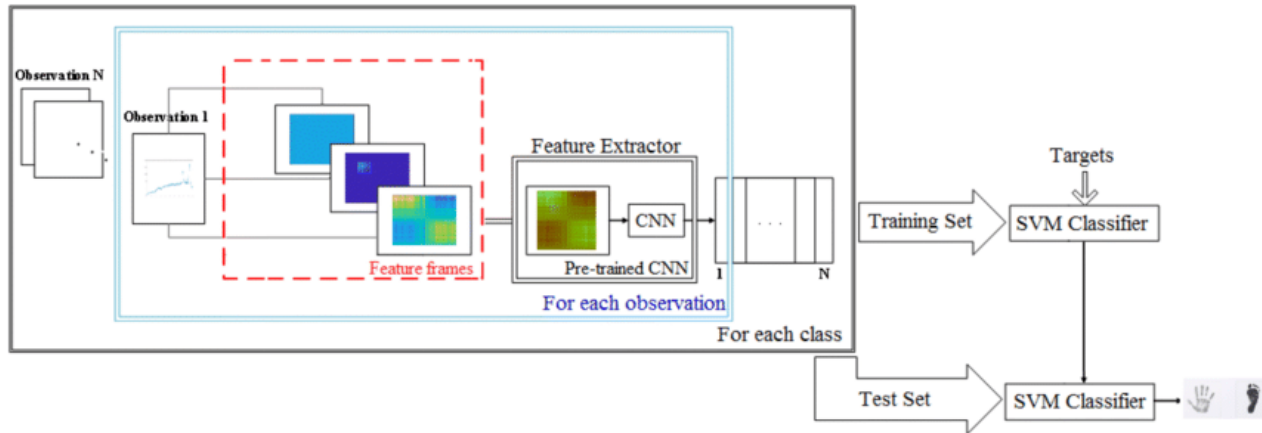 Observation N
Observation 1
Feature frames
Feature Extractor
CNN
Pre-trained CNN
. . .
1
N
For each observation
For each class
Targets
Training Set
SVM Classifier
Test Set
SVM Classifier